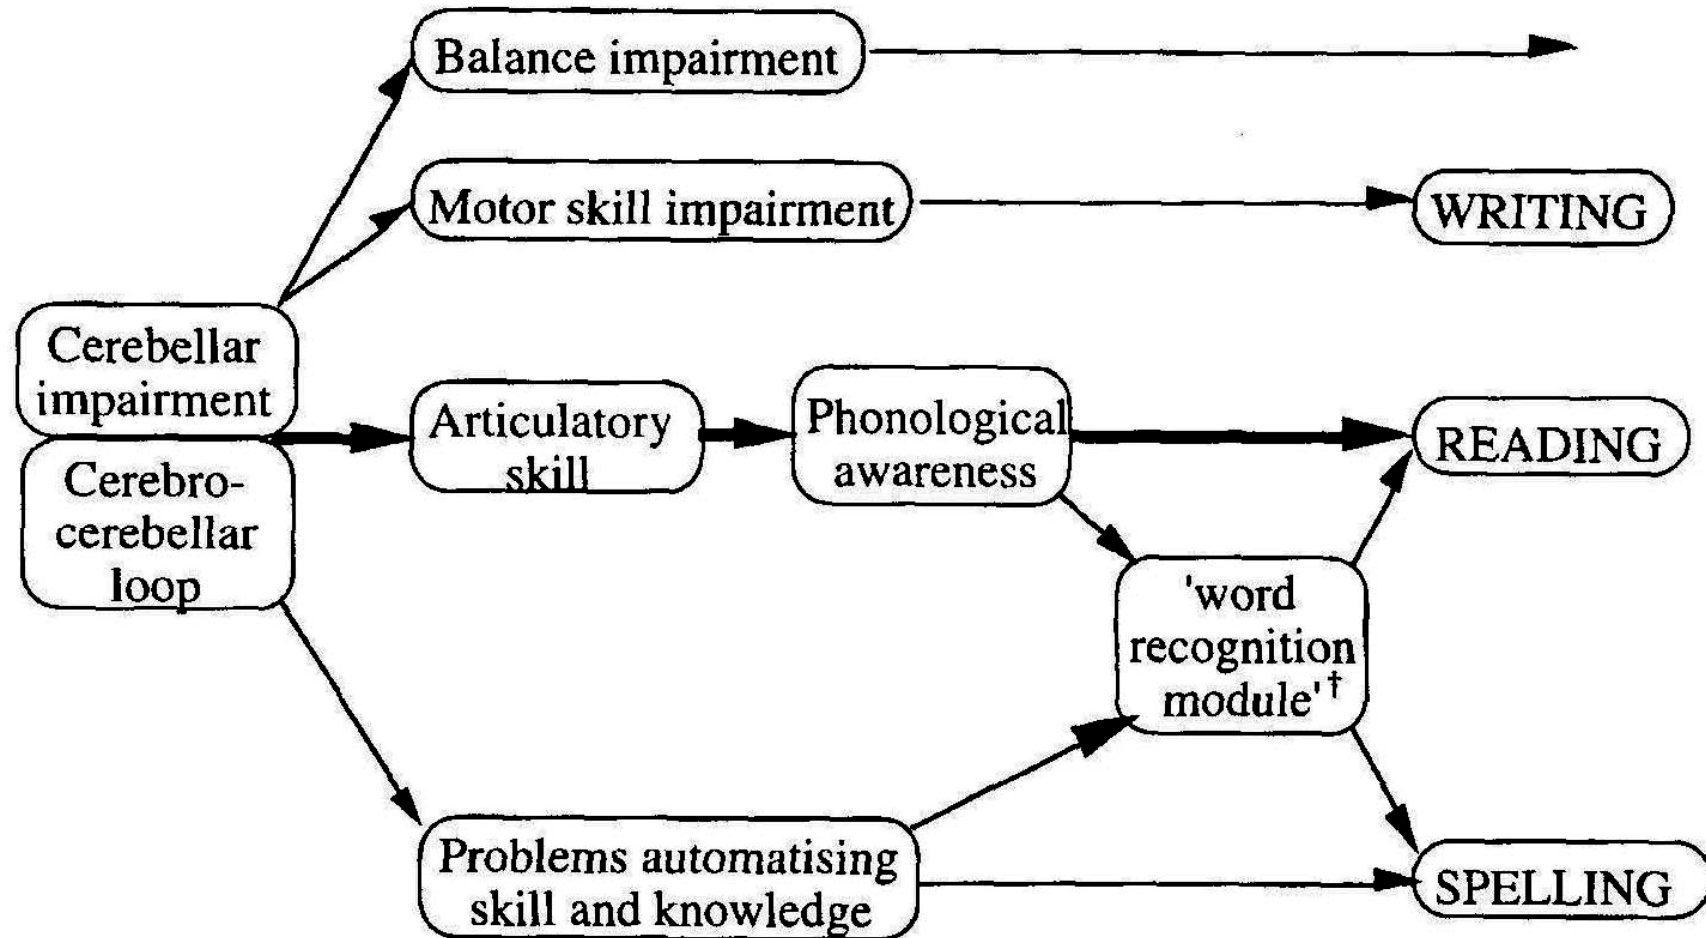 Balance impairment
Motor skill impairment
WRITING
Cerebellar
impairment
Cerebro-
cerebellar
loop
Articulatory
skill
Phonological
awareness
READING
'word
recognition
module'†
Problems automatising
skill and knowledge
SPELLING